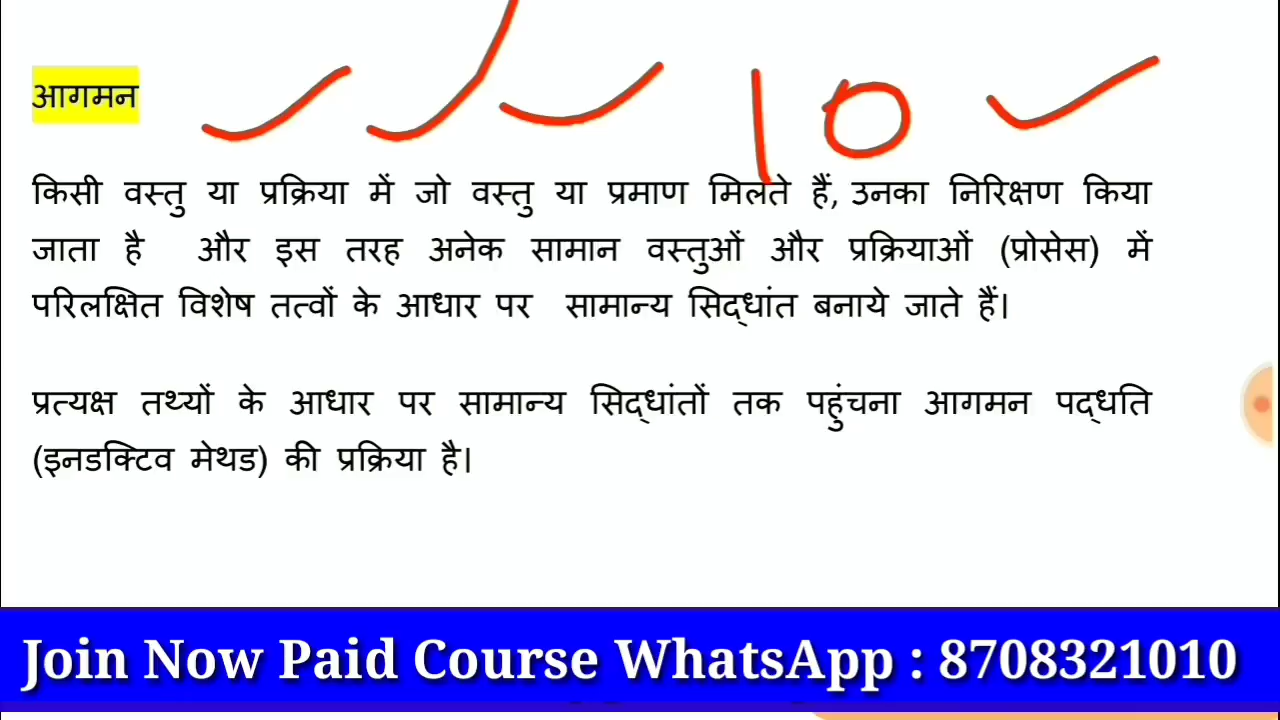 आगमन
10
किसी वस्तु या प्रक्रिया में जो वस्तु या प्रमाण मिलते हैं, उनका निरिक्षण किया
जाता है और इस तरह अनेक सामान वस्तुओं और प्रक्रियाओं (प्रोसेस) में
परिलक्षित विशेष तत्वों के आधार पर सामान्य सिद्धांत बनाये जाते हैं।
प्रत्यक्ष तथ्यों के आधार पर सामान्य सिद्धांतों तक पहुंचना आगमन पद्धति
(इनडक्टिव मेथड) की प्रक्रिया है।
Join Now Paid Course WhatsApp : 8708321010